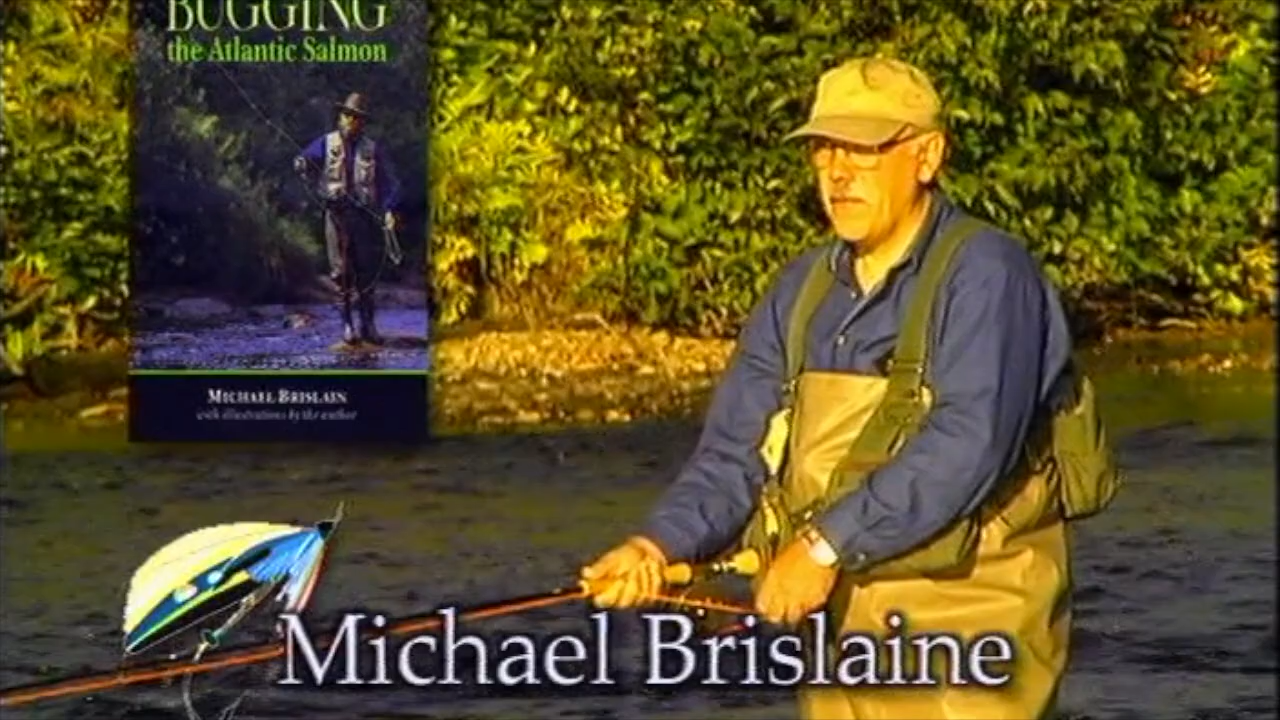 BUGGING
the Atlantic Salmon
MICHAEL BRISLAIN
with illustrations by the author
Michael Brislaine